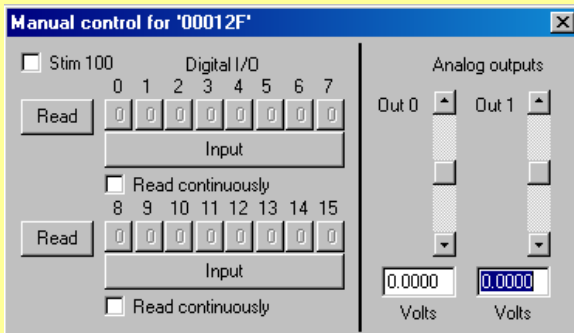 Manual control for '00012F'
Stim 100 Digital I/O
0 1 2 3 4 5 6 7
Read 0 0 0 0 0 0 0 0
Input
Read continuously
8 9 10 11 12 13 14 15
Read 0 0 0 0 0 0 0 0
Input
Read continuously
Analog outputs
Out 0 Out 1
0.0000 0.0000
Volts Volts